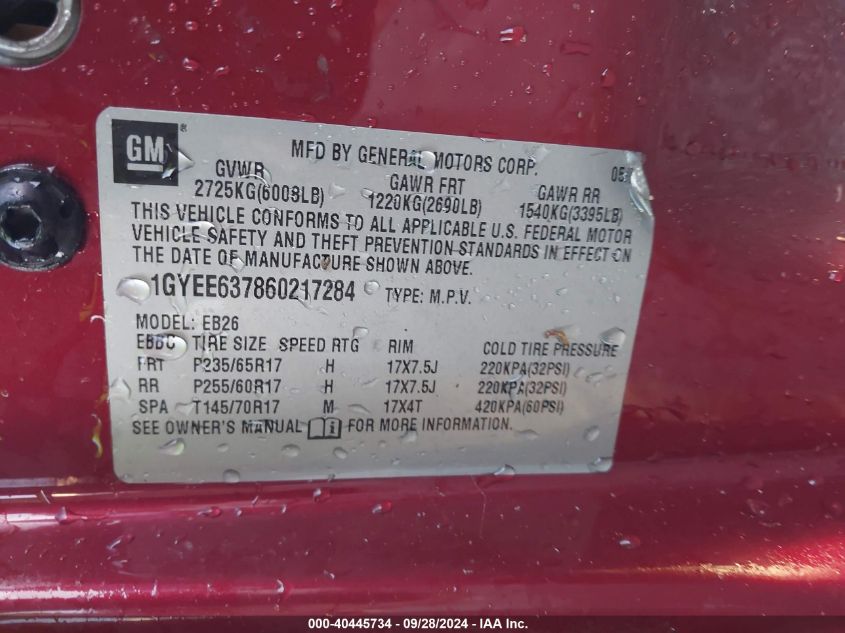 GM ®
MFD BY GENERAL MOTORS CORP.
GVWR GAWR FRT GAWR RR
2725KG(6008LB) 1220KG(2690LB) 1540KG(3395LB)
THIS VEHICLE CONFORMS TO ALL APPLICABLE U.S. FEDERAL MOTOR
VEHICLE SAFETY AND THEFT PREVENTION STANDARDS IN EFFECT ON
THE DATE OF MANUFACTURE SHOWN ABOVE.
1GYEE637860217284 TYPE: M.P.V.
MODEL: EB26
EBBC TIRE SIZE SPEED RTG RIM COLD TIRE PRESSURE
FRT P235/65R17 H 17X7.5J 220KPA(32PSI)
RR P255/60R17 H 17X7.5J 220KPA(32PSI)
SPA T145/70R17 M 17X4T 420KPA(60PSI)
SEE OWNER'S MANUAL i FOR MORE INFORMATION.
000-40445734 - 09/28/2024 - IAA Inc.